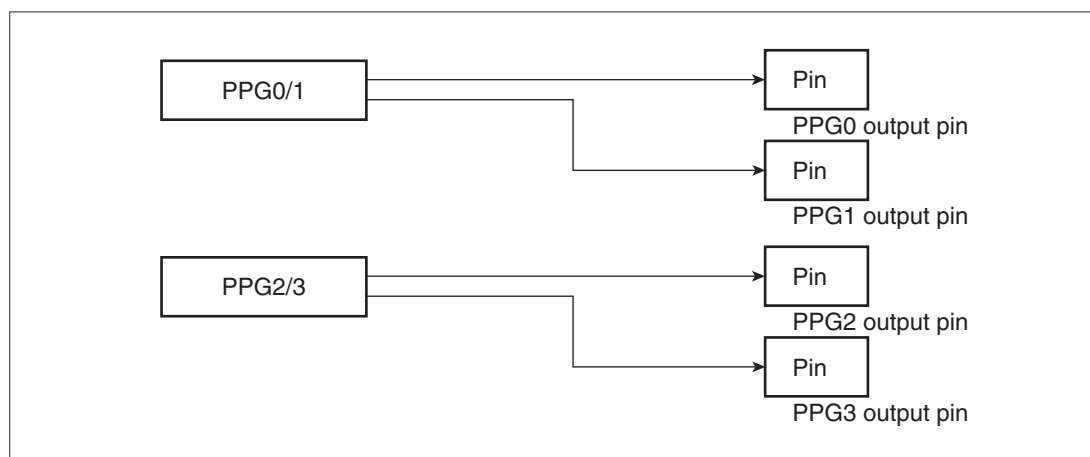 PPG0/1
Pin
PPG0 output pin
Pin
PPG1 output pin
PPG2/3
Pin
PPG2 output pin
Pin
PPG3 output pin